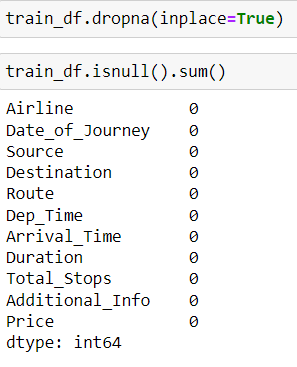 train_df.dropna(inplace=True)
train_df.isnull().sum()
Airline 0
Date_of_Journey 0
Source 0
Destination 0
Route 0
Dep_Time 0
Arrival_Time 0
Duration 0
Total_Stops 0
Additional_Info 0
Price 0
dtype: int64